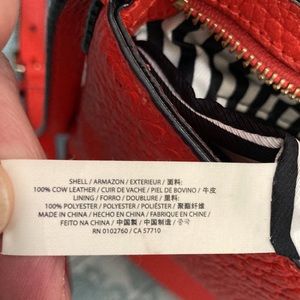 SHELL / ARMAZON / EXTERIEUR / 面料:
100% COW LEATHER / CUIR DE VACHE / PIEL DE BOVINO / 牛皮
LINING / FORRO / DOUBLURE / 里料:
100% POLYESTER / POLYESTER / POLIÉSTER / 聚酯纤维
MADE IN CHINA / HECHO EN CHINA / FABRIQUE EN CHINE /
FEITO NA CHINA / 中国製 / 中国制造 / 중국
RN 0102760 / CA 57710